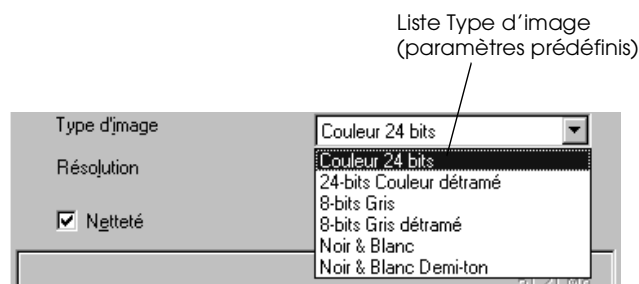 Liste Type d'image
(paramètres prédéfinis)
Type d'image
Couleur 24 bits
Résolution
Couleur 24 bits
24-bits Couleur détramé
8-bits Gris
Netteté
8-bits Gris détramé
Noir & Blanc
Noir & Blanc Demi-ton